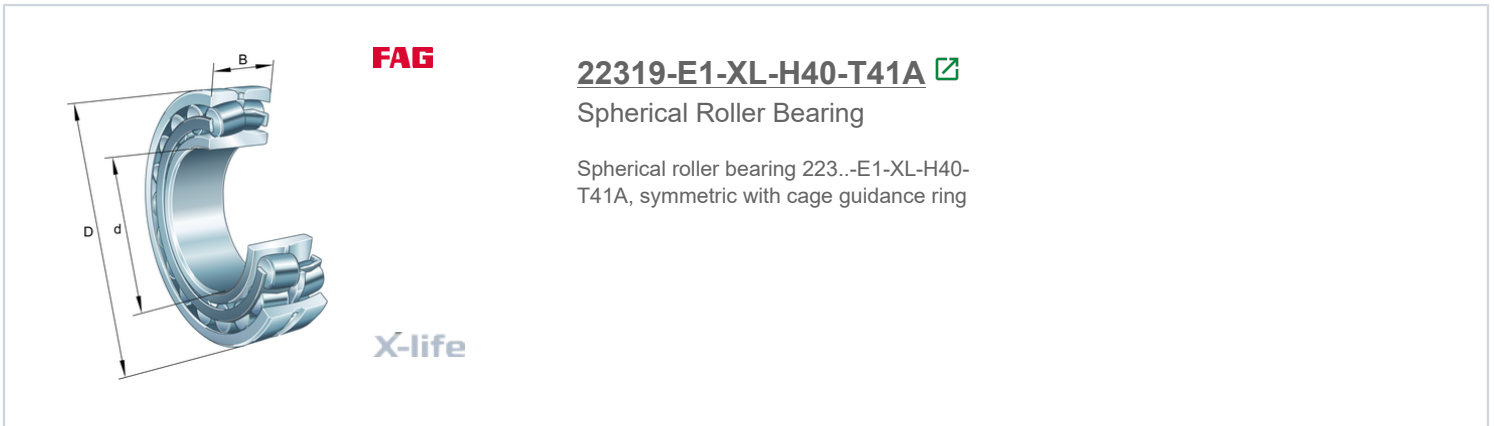 B
D
d
FAG
X-life
22319-E1-XL-H40-T41A
Spherical Roller Bearing
Spherical roller bearing 223..-E1-XL-H40-
T41A, symmetric with cage guidance ring